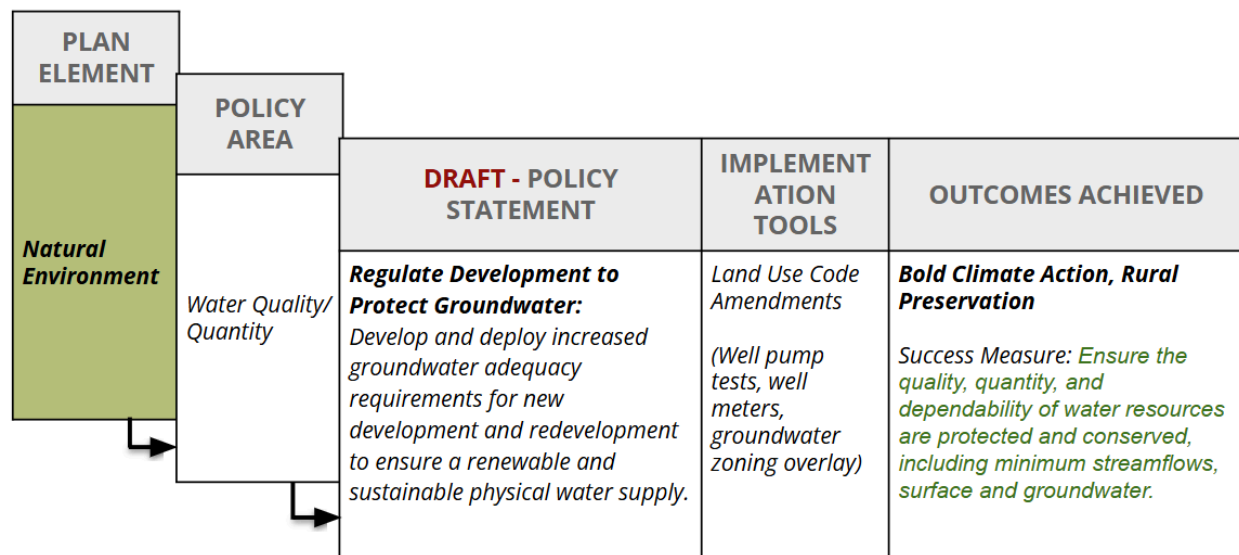 PLAN
ELEMENT
Natural
Environment
POLICY
AREA
Water Quality/
Quantity
DRAFT - POLICY
STATEMENT
Regulate Development to
Protect Groundwater:
Develop and deploy increased
groundwater adequacy
requirements for new
development and redevelopment
to ensure a renewable and
sustainable physical water supply.
IMPLEMENT
ATION
TOOLS
Land Use Code
Amendments
(Well pump
tests, well
meters,
groundwater
zoning overlay)
OUTCOMES ACHIEVED
Bold Climate Action, Rural
Preservation
Success Measure: Ensure the
quality, quantity, and
dependability of water resources
are protected and conserved,
including minimum streamflows,
surface and groundwater.